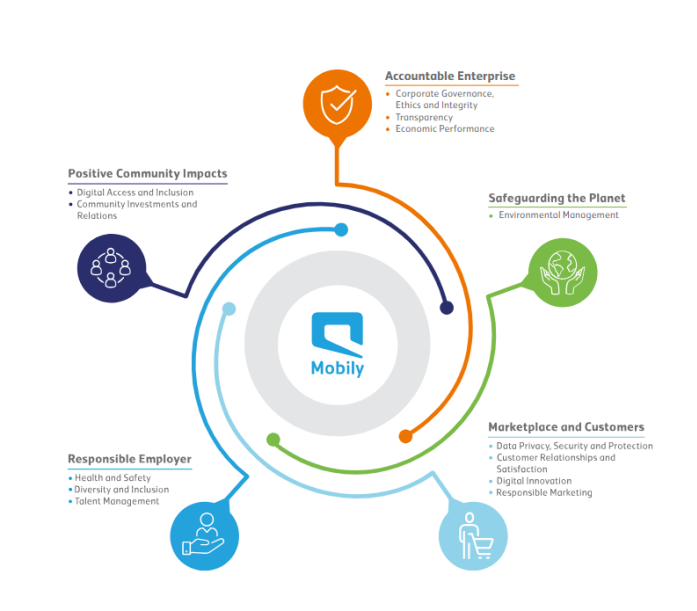 Accountable Enterprise
• Corporate Governance,
Ethics and Integrity
• Transparency
• Economic Performance
Positive Community Impacts
• Digital Access and Inclusion
• Community Investments and
Relations
Safeguarding the Planet
• Environmental Management
Mobily
Marketplace and Customers
• Data Privacy, Security and Protection
• Customer Relationships and
Satisfaction
• Digital Innovation
• Responsible Marketing
Responsible Employer
• Health and Safety
• Diversity and Inclusion
• Talent Management